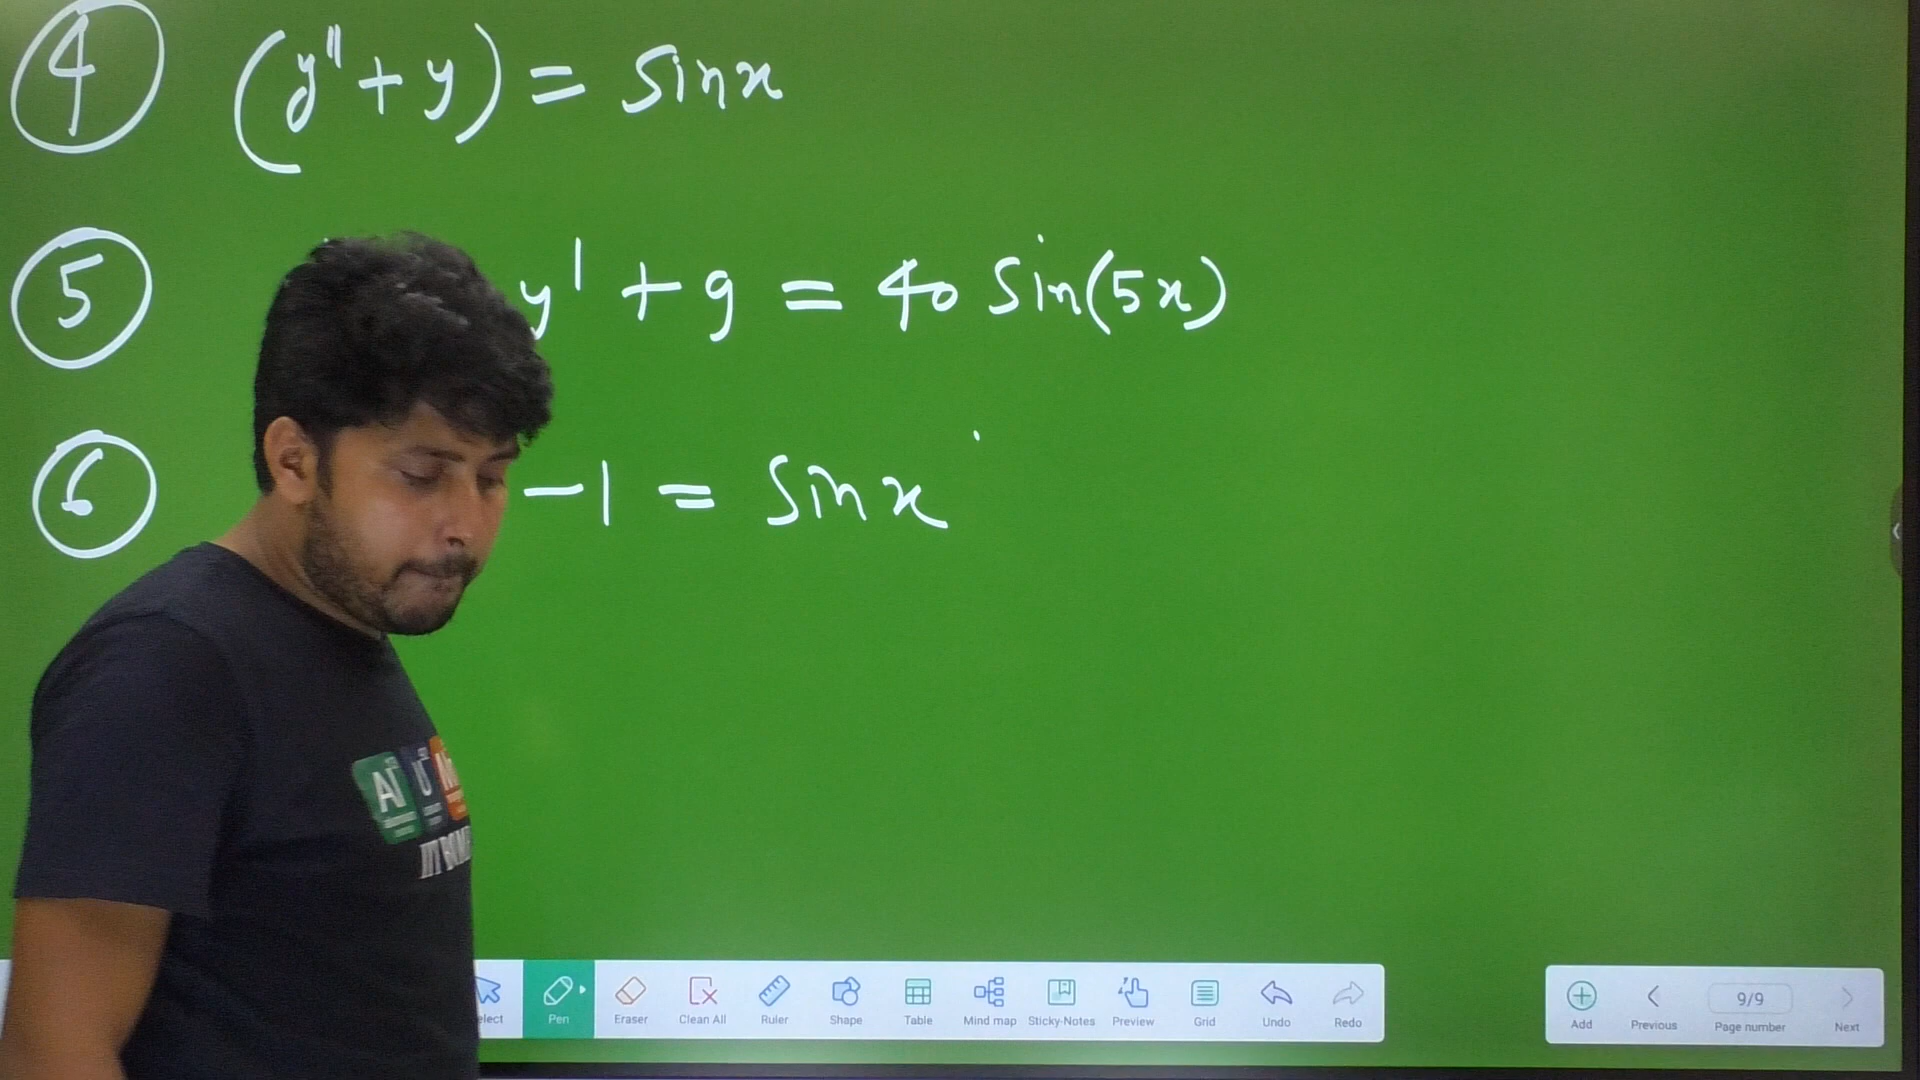 ④ (y" + y) = sinx
⑤ y' + 9 = 40 Sin(5x)
⑥ -1 = Sinx
Al U
Select Pen Eraser Clean All Ruler Shape Table Mind map Sticky-Notes Preview Grid Undo Redo
Add Previous 9/9 Page number Next